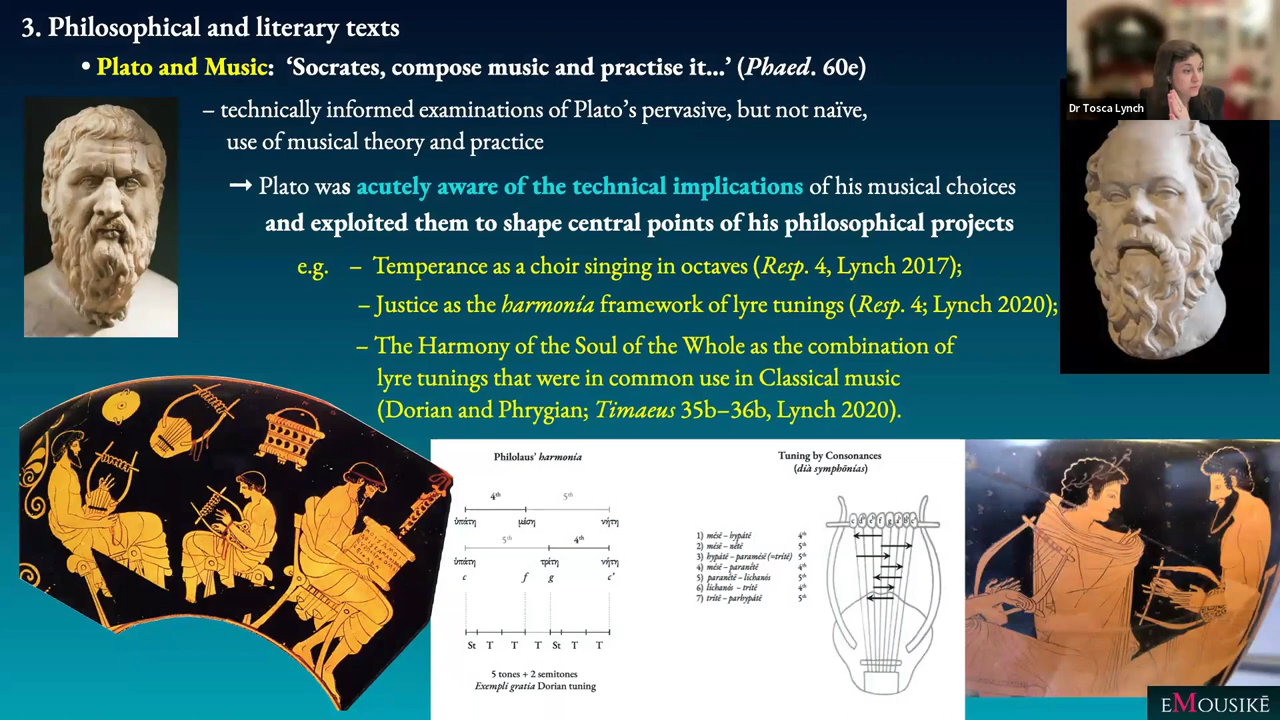 3. Philosophical and literary texts
• Plato and Music: ‘Socrates, compose music and practise it...’ (Phaed. 60e)
Dr Tosca Lynch
– technically informed examinations of Plato’s pervasive, but not naïve,
use of musical theory and practice
→ Plato was acutely aware of the technical implications of his musical choices
and exploited them to shape central points of his philosophical projects
e.g. – Temperance as a choir singing in octaves (Resp. 4, Lynch 2017);
– Justice as the harmonía framework of lyre tunings (Resp. 4; Lynch 2020);
– The Harmony of the Soul of the Whole as the combination of
lyre tunings that were in common use in Classical music
(Dorian and Phrygian; Timaeus 35b–36b, Lynch 2020).
Philolaus’ harmonía
4th 5th
ὑπάτη μέση νήτη
5th 4th
ὑπάτη τρίτη νήτη
c f g c’
St T T T St T T
5 tones + 2 semitones
Exempli gratia Dorian tuning
Tuning by Consonances
(dià symphōnías)
1) mésē – hypátē 4th
2) mésē – nétē 5th
3) hypátē – paramésē (=trítē) 5th
4) mésē – paranétē 4th
5) paranétē – lichanós 5th
6) lichanós – trítē 4th
7) trítē – parhypátē 5th
eMousikē